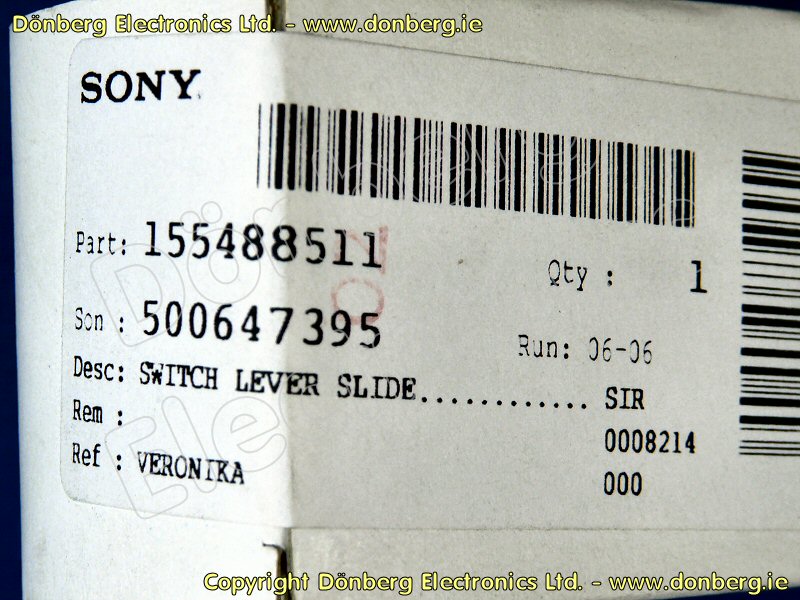 Dönberg Electronics Ltd. - www.donberg.ie
SONY
Part: 155488511
Qty : 1
Son : 500647395
Run: 06-06
Desc: SWITCH LEVER SLIDE............ SIR
Rem : 0008214
Ref : VERONIKA 000
Copyright Dönberg Electronics Ltd. - www.donberg.ie